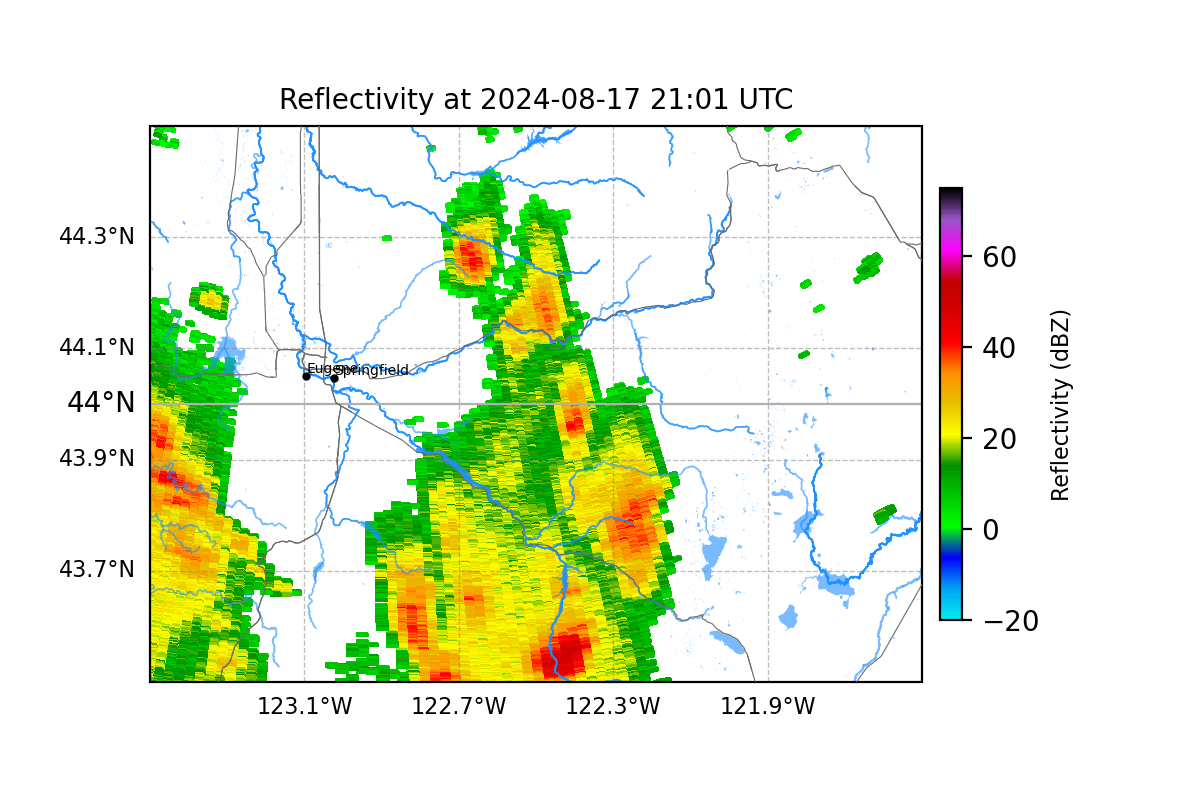 Reflectivity at 2024-08-17 21:01 UTC
44.3°N
44.1°N
44°N
43.9°N
43.7°N
123.1°W
122.7°W
122.3°W
121.9°W
Eugene
Springfield
60
40
20
0
−20
Reflectivity (dBZ)